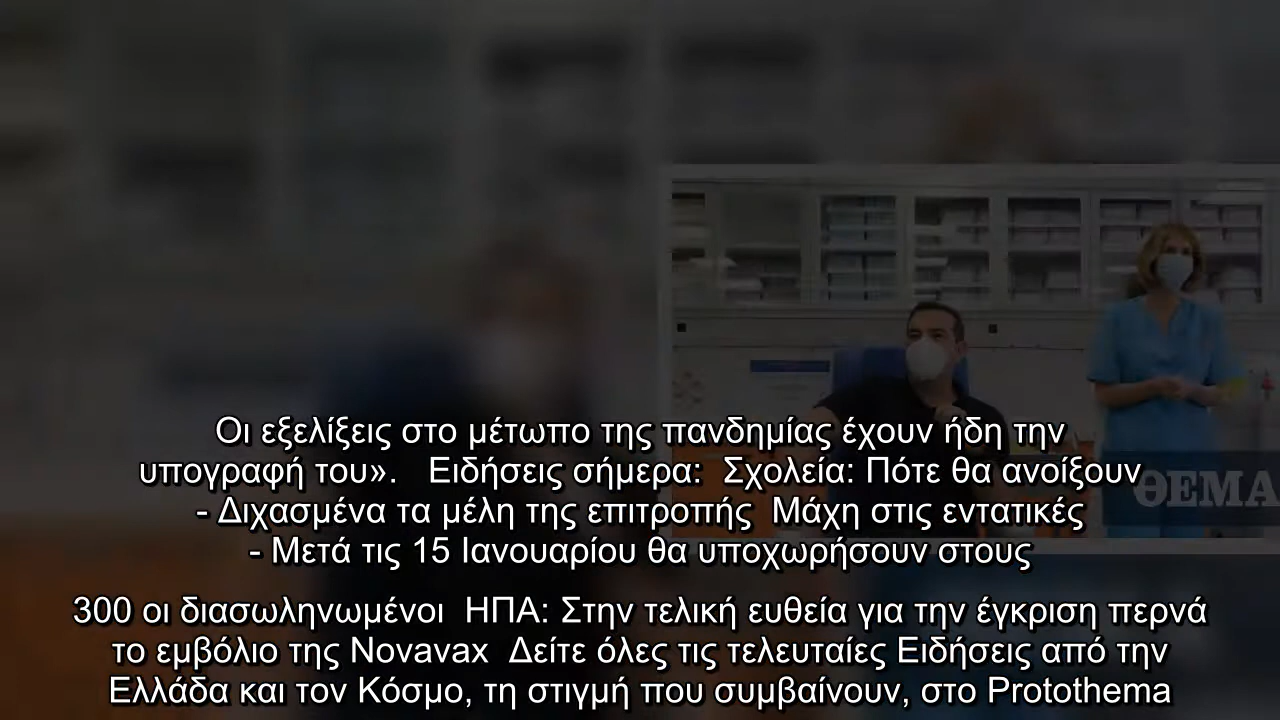 Οι εξελίξεις στο μέτωπο της πανδημίας έχουν ήδη την
υπογραφή του». Ειδήσεις σήμερα: Σχολεία: Πότε θα ανοίξουν
- Διχασμένα τα μέλη της επιτροπής Μάχη στις εντατικές
- Μετά τις 15 Ιανουαρίου θα υποχωρήσουν στους
300 οι διασωληνωμένοι ΗΠΑ: Στην τελική ευθεία για την έγκριση περνά
το εμβόλιο της Novavax Δείτε όλες τις τελευταίες Ειδήσεις από την
Ελλάδα και τον Κόσμο, τη στιγμή που συμβαίνουν, στο Protothema
ΘΕΜΑ